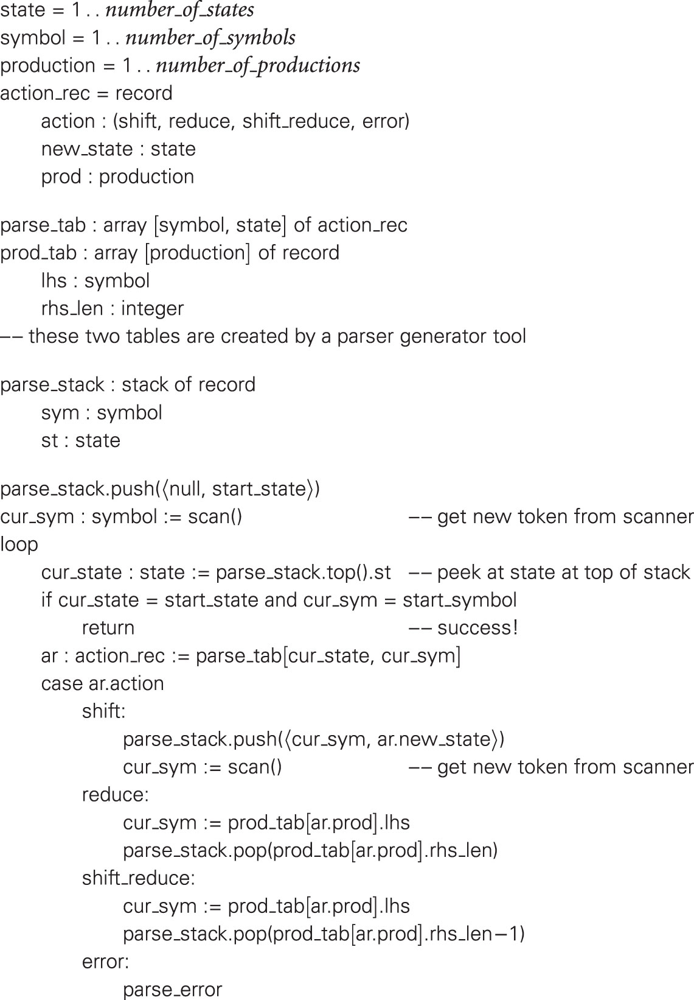 state = 1 . . number_of_states
symbol = 1 . . number_of_symbols
production = 1 . . number_of_productions
action_rec = record
action : (shift, reduce, shift_reduce, error)
new_state : state
prod : production
parse_tab : array [symbol, state] of action_rec
prod_tab : array [production] of record
lhs : symbol
rhs_len : integer
–– these two tables are created by a parser generator tool
parse_stack : stack of record
sym : symbol
st : state
parse_stack.push(⟨null, start_state⟩)
cur_sym : symbol := scan() –– get new token from scanner
loop
cur_state : state := parse_stack.top().st –– peek at state at top of stack
if cur_state = start_state and cur_sym = start_symbol
return –– success!
ar : action_rec := parse_tab[cur_state, cur_sym]
case ar.action
shift:
parse_stack.push(⟨cur_sym, ar.new_state⟩)
cur_sym := scan() –– get new token from scanner
reduce:
cur_sym := prod_tab[ar.prod].lhs
parse_stack.pop(prod_tab[ar.prod].rhs_len)
shift_reduce:
cur_sym := prod_tab[ar.prod].lhs
parse_stack.pop(prod_tab[ar.prod].rhs_len−1)
error:
parse_error